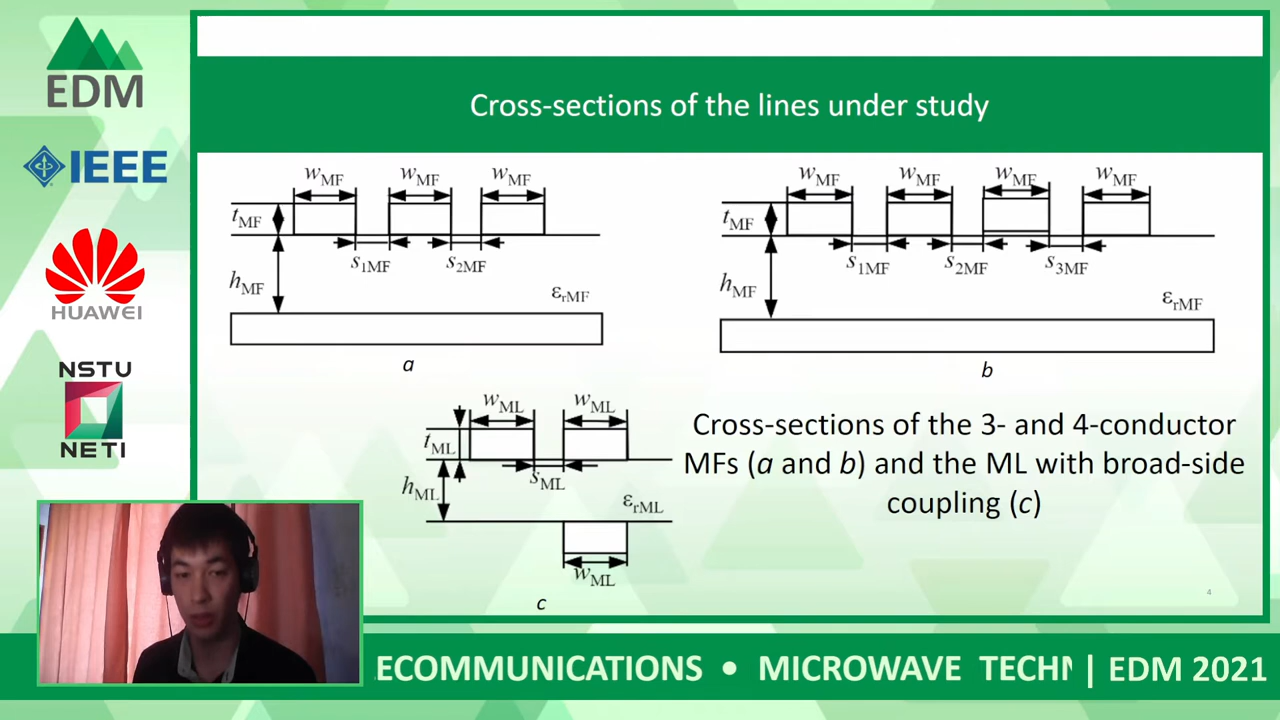 EDM
IEEE
HUAWEI
NSTU
NETI
Cross-sections of the lines under study
wMF wMF wMF
tMF
s1MF s2MF
hMF
εrMF
a
wMF wMF wMF wMF
tMF
s1MF s2MF s3MF
hMF
εrMF
b
wML wML
tML
sML
hML
εrML
wML
c
Cross-sections of the 3- and 4-conductor
MFs (a and b) and the ML with broad-side
coupling (c)
4
ECOMMUNICATIONS • MICROWAVE TECHN | EDM 2021